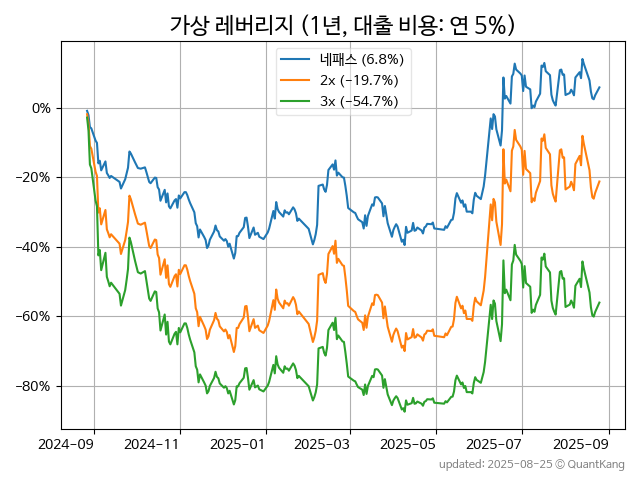 가상 레버리지 (1년, 대출 비용: 연 5%)
네패스 (6.8%)
2x (−19.7%)
3x (−54.7%)
0%
−20%
−40%
−60%
−80%
2024-09 2024-11 2025-01 2025-03 2025-05 2025-07 2025-09
updated: 2025-08-25 © QuantKang